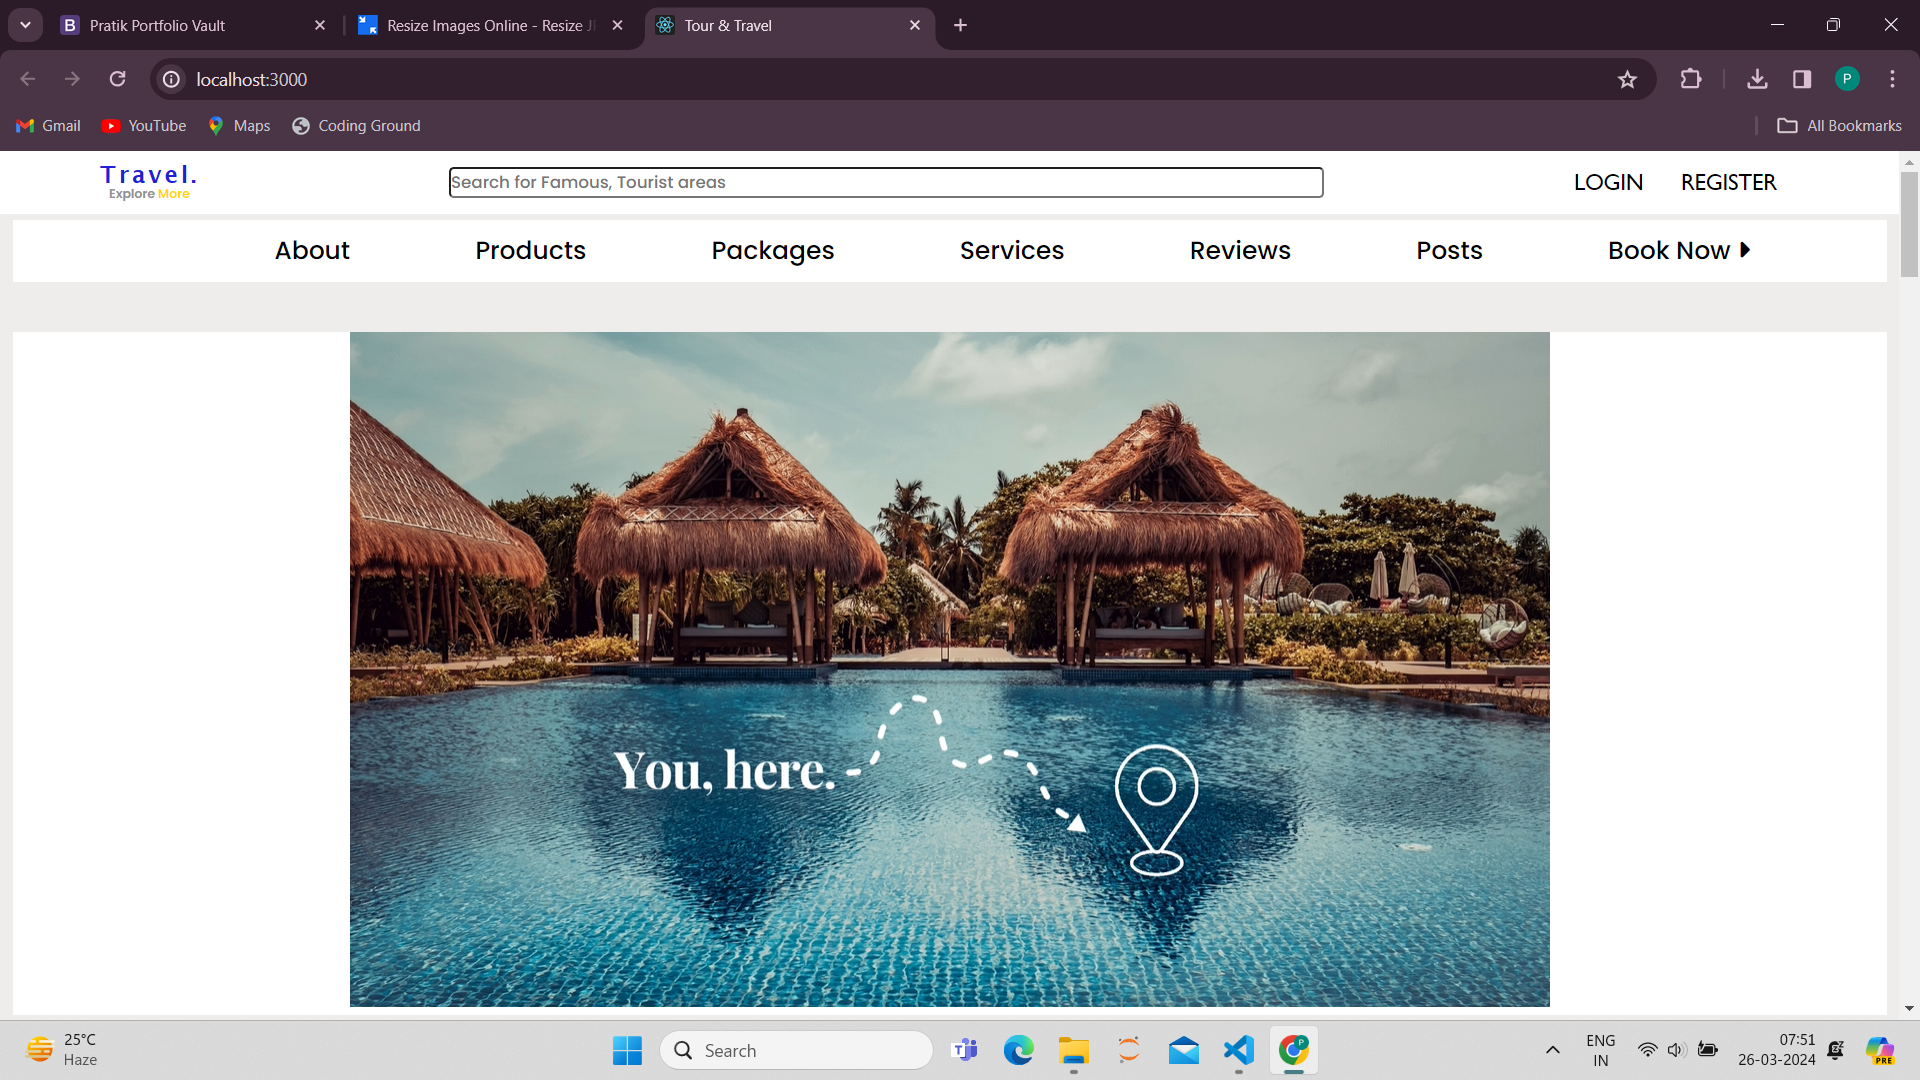 Pratik Portfolio Vault
Resize Images Online - Resize J
Tour & Travel
localhost:3000
P
Gmail
YouTube
Maps
Coding Ground
All Bookmarks
Travel.
Explore More
Search for Famous, Tourist areas
LOGIN
REGISTER
About
Products
Packages
Services
Reviews
Posts
Book Now
You, here.
25°C
Haze
Search
ENG
IN
07:51
26-03-2024
PRE